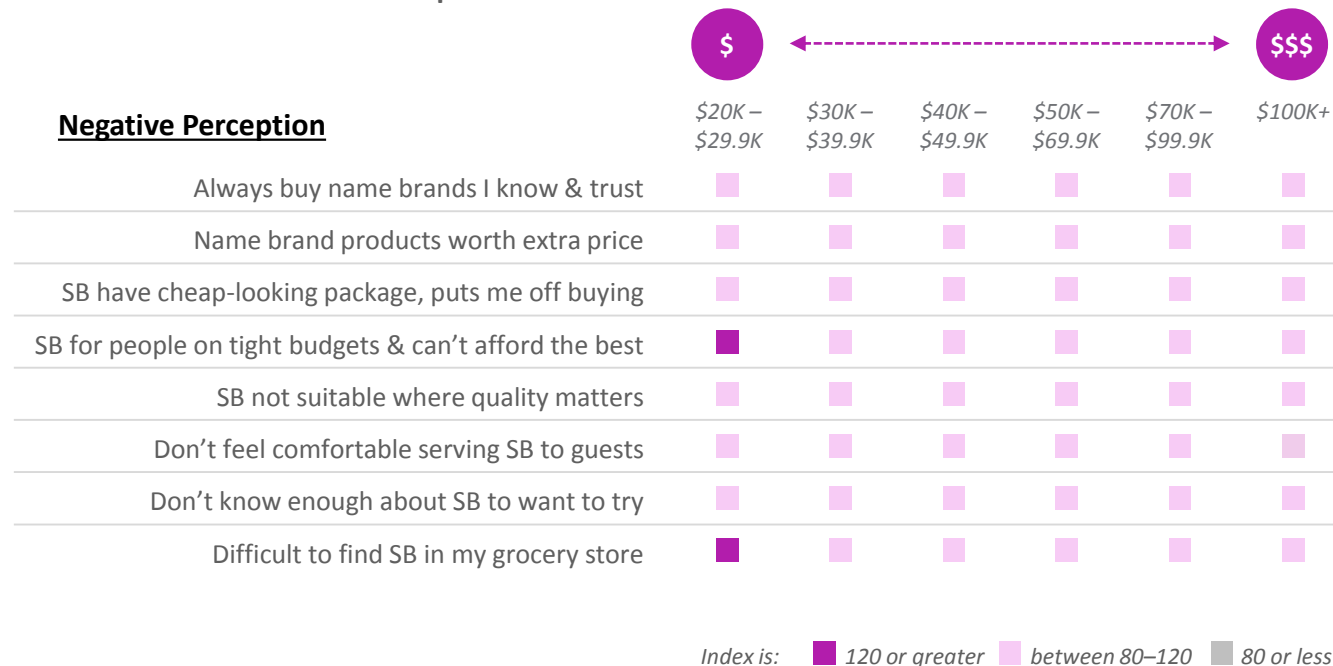 $ $$$
Negative Perception
$20K – $30K – $40K – $50K – $70K – $100K+
$29.9K $39.9K $49.9K $69.9K $99.9K
Always buy name brands I know & trust
Name brand products worth extra price
SB have cheap-looking package, puts me off buying
SB for people on tight budgets & can’t afford the best
SB not suitable where quality matters
Don’t feel comfortable serving SB to guests
Don’t know enough about SB to want to try
Difficult to find SB in my grocery store
Index is: 120 or greater between 80–120 80 or less